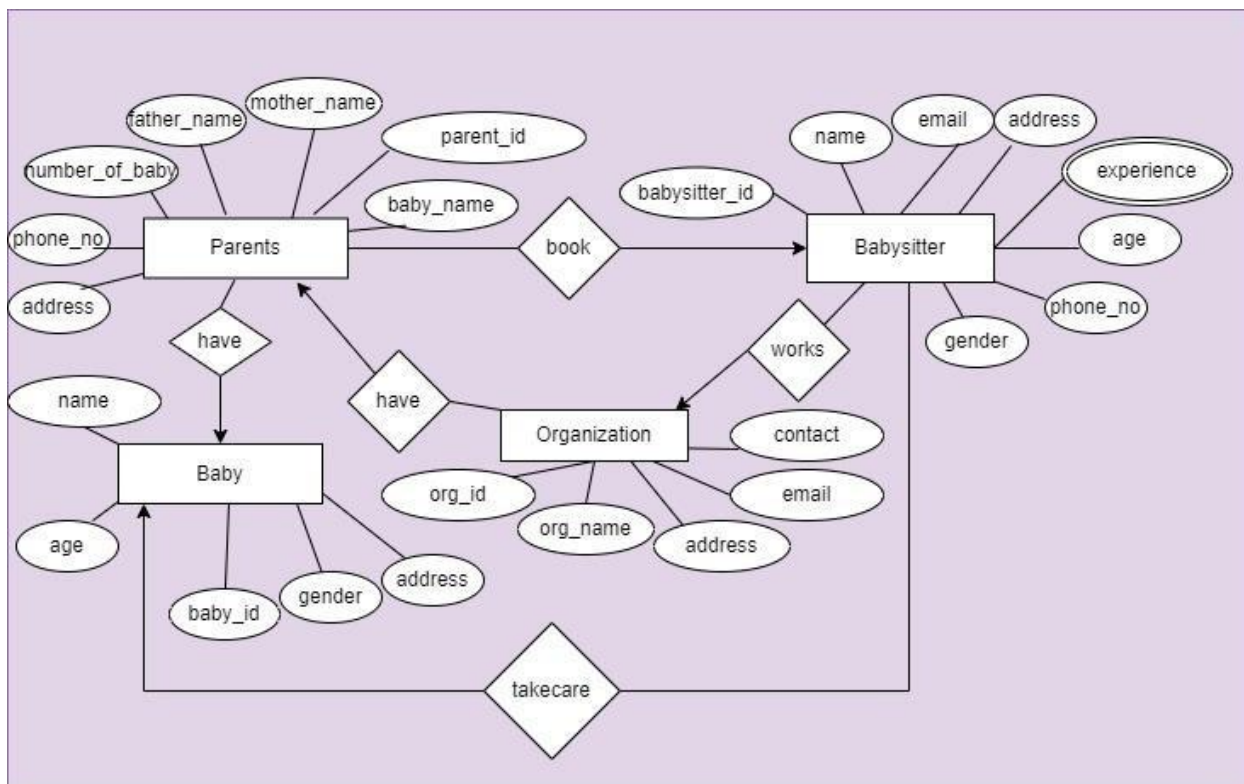 mother_name
father_name
parent_id
number_of_baby
baby_name
phone_no
Parents
address
book
name
email
address
experience
babysitter_id
Babysitter
age
phone_no
gender
have
works
have
name
Organization
contact
Baby
org_id
email
org_name
address
age
baby_id
gender
address
takecare